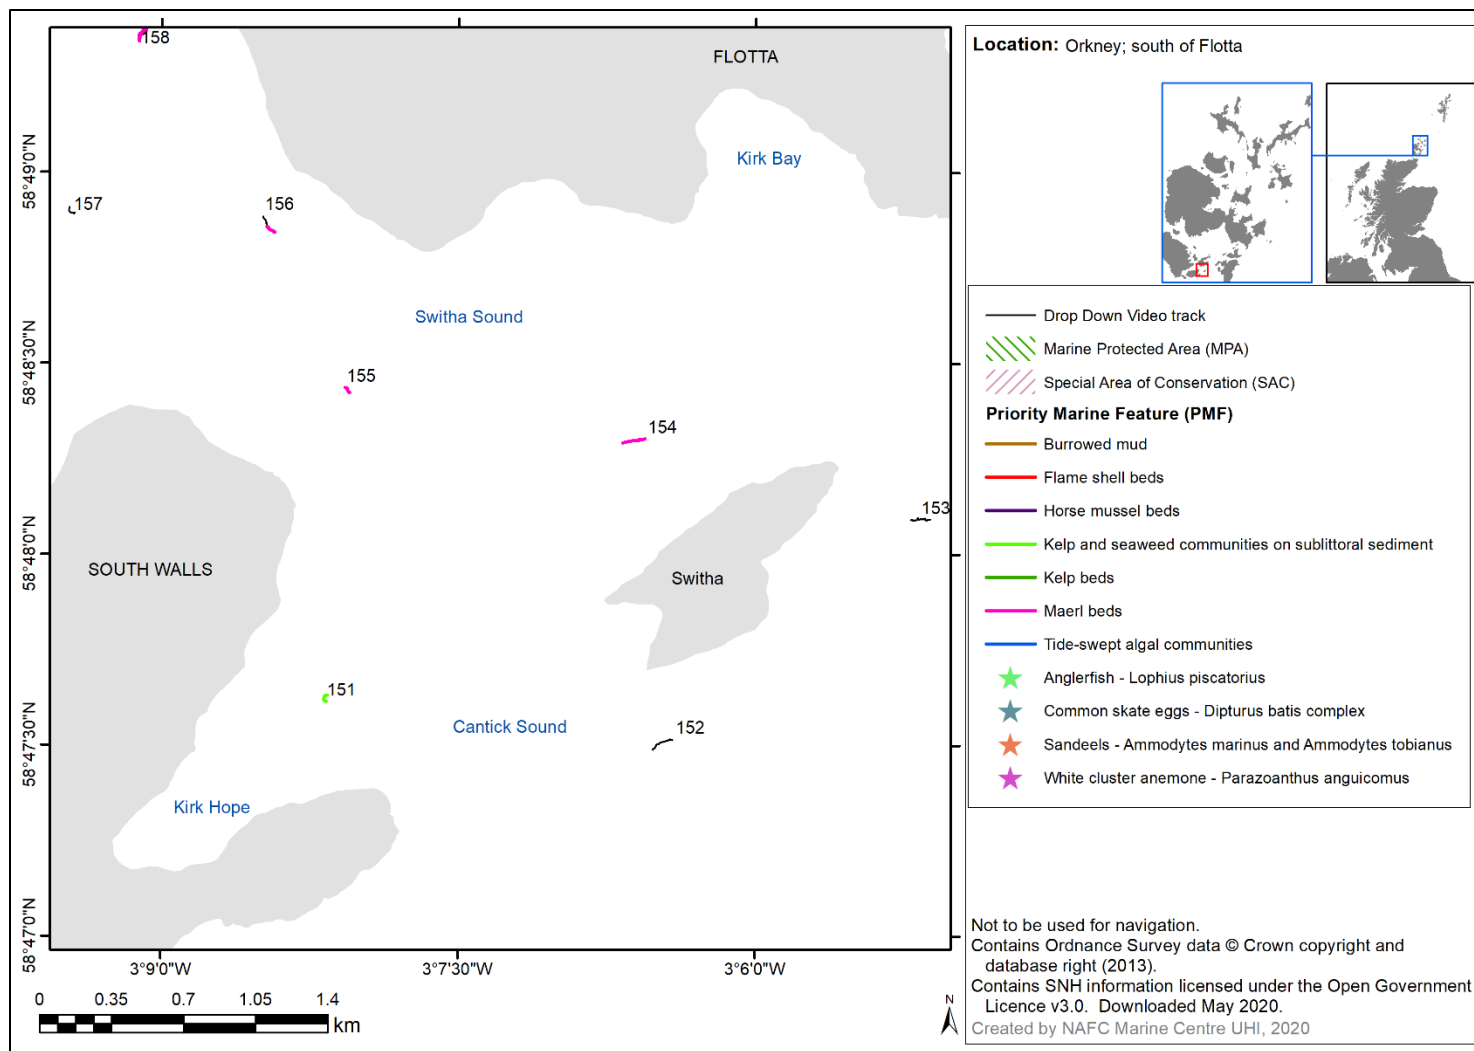 158
FLOTTA
Kirk Bay
58°49'0"N
157
156
Switha Sound
58°48'30"N
155
154
153
58°48'0"N
SOUTH WALLS
Switha
151
152
Cantick Sound
58°47'30"N
Kirk Hope
58°47'0"N
3°9'0"W
3°7'30"W
3°6'0"W
0 0.35 0.7 1.05 1.4
km
N
Location: Orkney; south of Flotta
Drop Down Video track
Marine Protected Area (MPA)
Special Area of Conservation (SAC)
Priority Marine Feature (PMF)
Burrowed mud
Flame shell beds
Horse mussel beds
Kelp and seaweed communities on sublittoral sediment
Kelp beds
Maerl beds
Tide-swept algal communities
Anglerfish - Lophius piscatorius
Common skate eggs - Dipturus batis complex
Sandeels - Ammodytes marinus and Ammodytes tobianus
White cluster anemone - Parazoanthus anguicomus
Not to be used for navigation.
Contains Ordnance Survey data © Crown copyright and
database right (2013).
Contains SNH information licensed under the Open Government
Licence v3.0. Downloaded May 2020.
Created by NAFC Marine Centre UHI, 2020